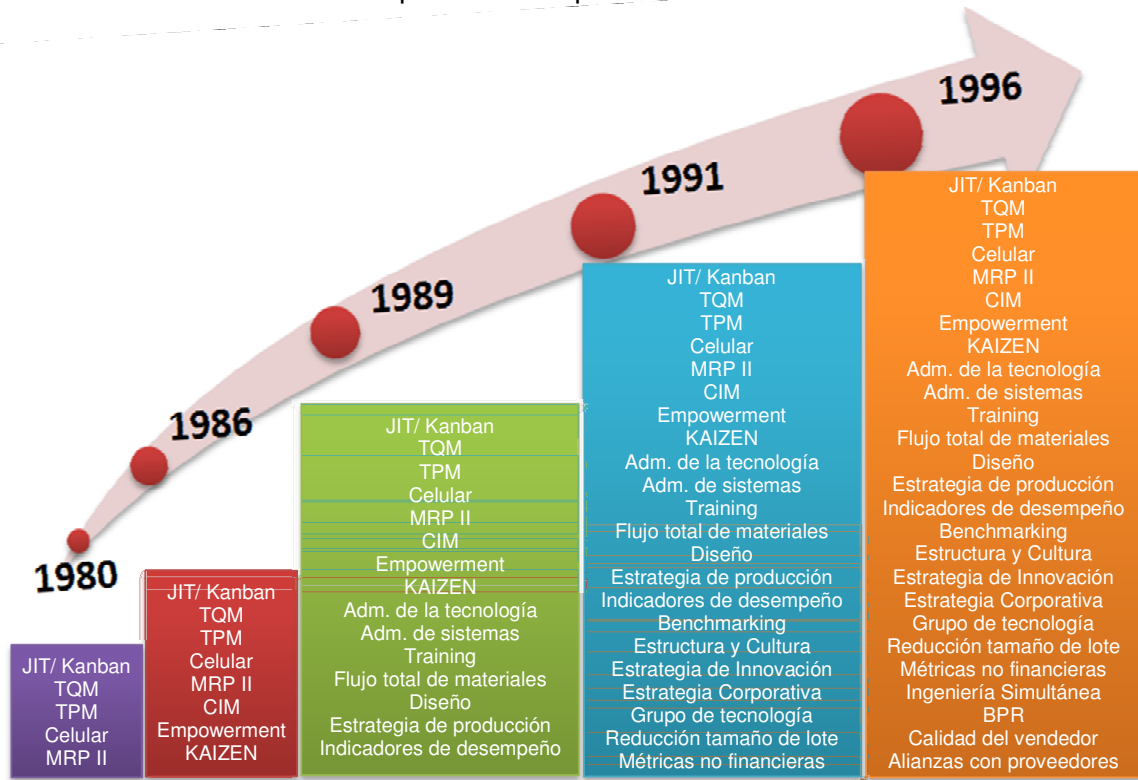 1996
1991
1989
1986
1980
JIT/ Kanban
TQM
TPM
Celular
MRP II
JIT/ Kanban
TQM
TPM
Celular
MRP II
CIM
Empowerment
KAIZEN
JIT/ Kanban
TQM
TPM
Celular
MRP II
CIM
Empowerment
KAIZEN
Adm. de la tecnología
Adm. de sistemas
Training
Flujo total de materiales
Diseño
Estrategia de producción
Indicadores de desempeño
JIT/ Kanban
TQM
TPM
Celular
MRP II
CIM
Empowerment
KAIZEN
Adm. de la tecnología
Adm. de sistemas
Training
Flujo total de materiales
Diseño
Estrategia de producción
Indicadores de desempeño
Benchmarking
Estructura y Cultura
Estrategia de Innovación
Estrategia Corporativa
Grupo de tecnología
Reducción tamaño de lote
Métricas no financieras
JIT/ Kanban
TQM
TPM
Celular
MRP II
CIM
Empowerment
KAIZEN
Adm. de la tecnología
Adm. de sistemas
Training
Flujo total de materiales
Diseño
Estrategia de producción
Indicadores de desempeño
Benchmarking
Estructura y Cultura
Estrategia de Innovación
Estrategia Corporativa
Grupo de tecnología
Reducción tamaño de lote
Métricas no financieras
Ingeniería Simultánea
BPR
Calidad del vendedor
Alianzas con proveedores